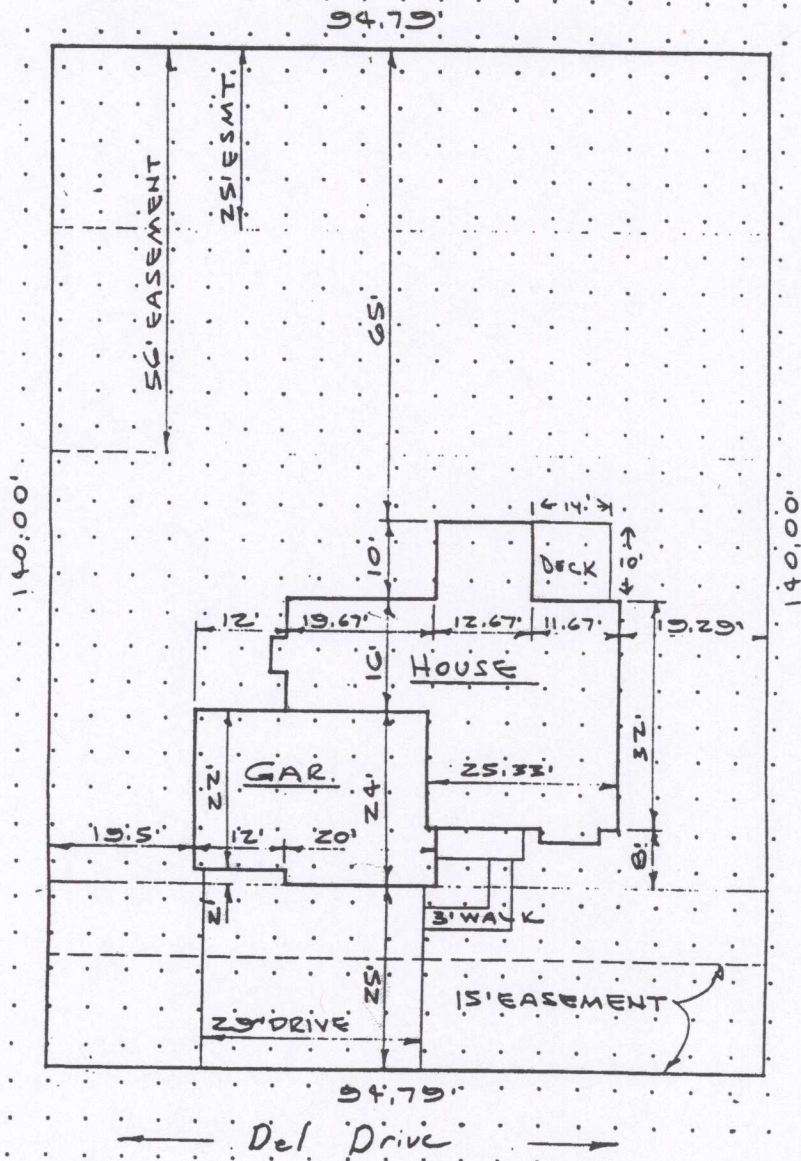 94.79'
56' EASEMENT
25' ESMT.
65'
140.00'
140.00'
14'
10'
DECK
10'
12'
19.67'
12.67'
11.67'
19.29'
16'
HOUSE
32'
22'
GAR.
24'
25.33'
19.5'
12'
20'
8'
2'
3' WALK
25'
15' EASEMENT
29' DRIVE
94.79'
Del Drive